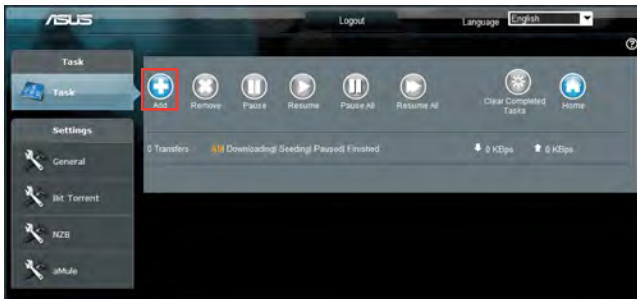 ASUS
Logout
Language English
Task
Task
Add Remove Pause Resume Pause All Resume All Clear Completed Tasks Home
Settings
0 Transfers All| Downloading| Seeding| Paused| Finished 0 KBps 0 KBps
General
Bit Torrent
NZB
aMule